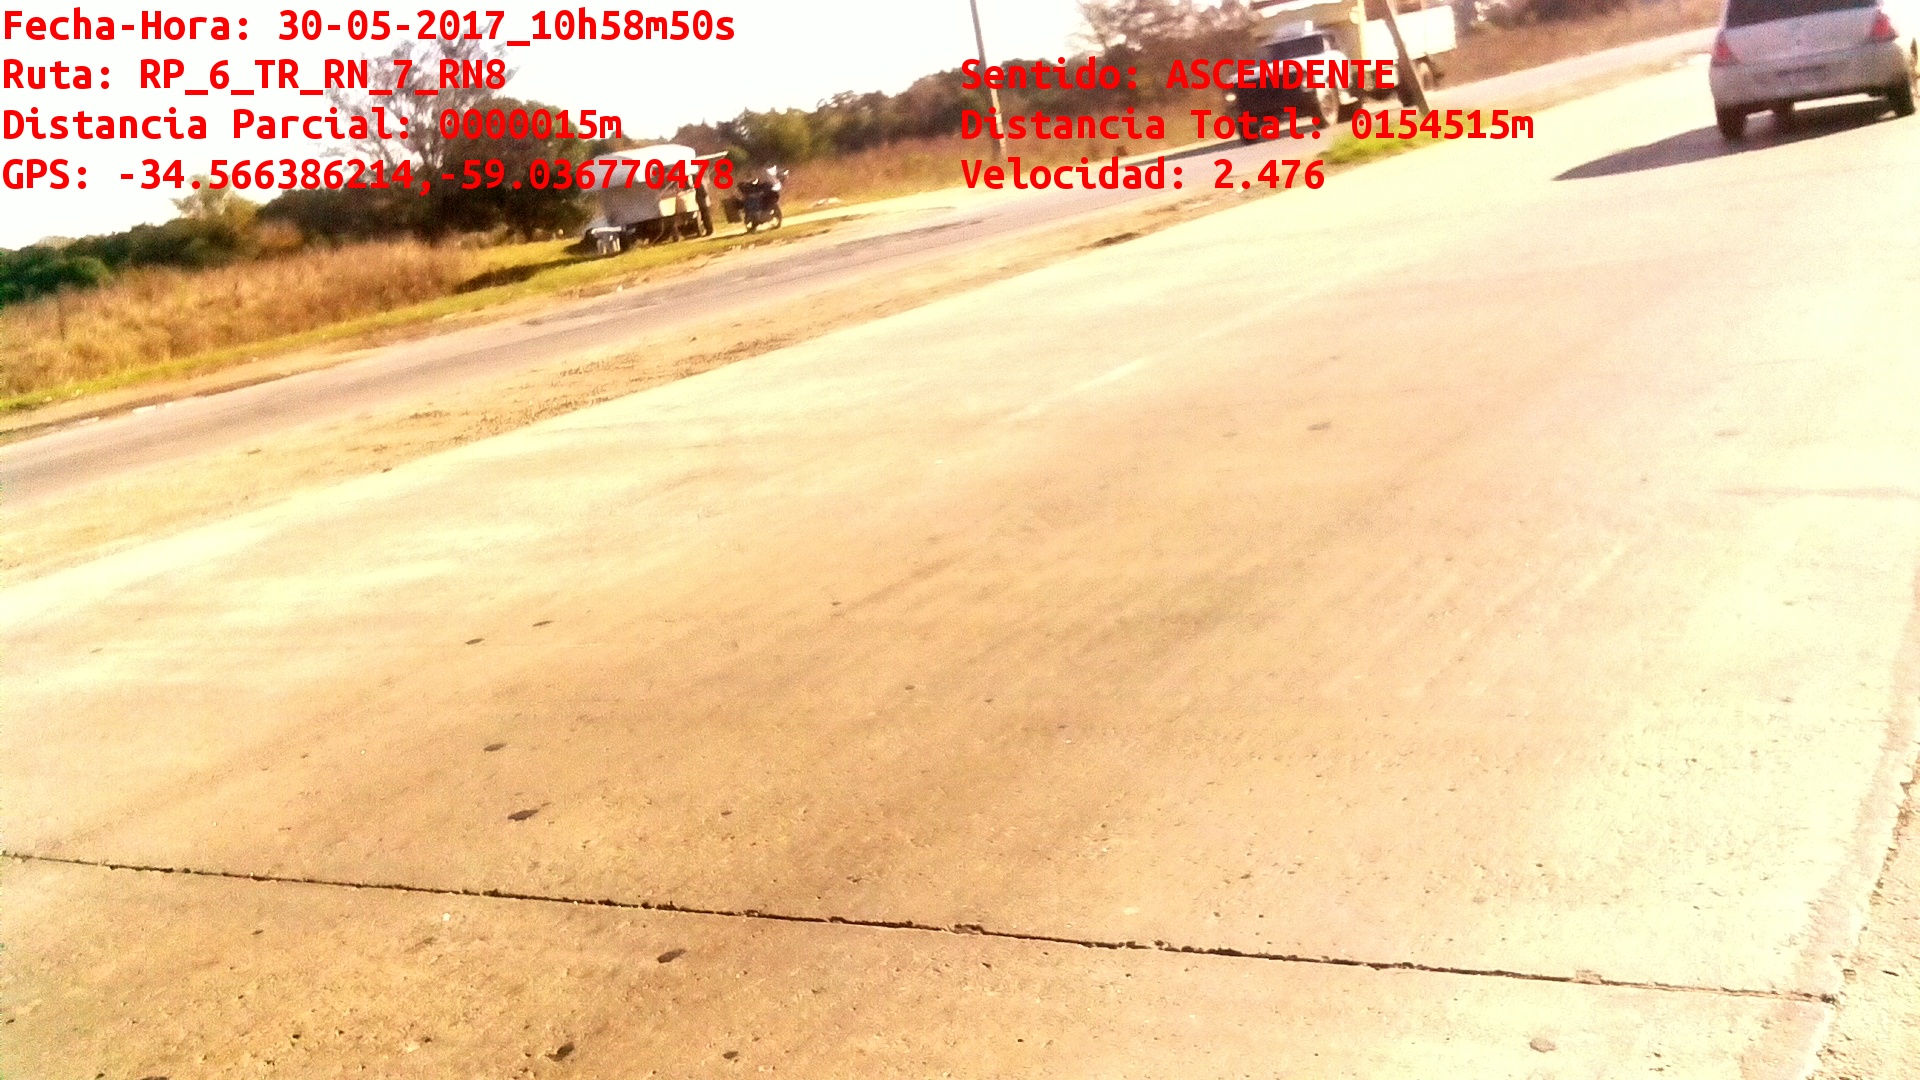 Fecha-Hora: 30-05-2017_10h58m50s
Ruta: RP_6_TR_RN_7_RN8
Sentido: ASCENDENTE
Distancia Parcial: 0000015m
Distancia Total: 0154515m
GPS: -34.566386214,-59.036770478
Velocidad: 2.476